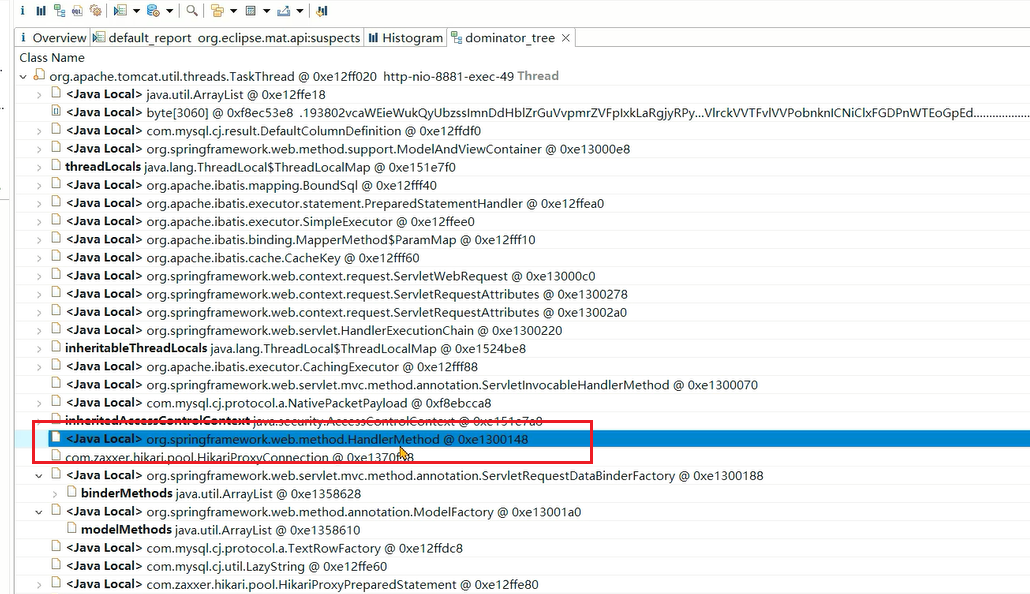 Overview default_report org.eclipse.mat.api:suspects Histogram dominator_tree
Class Name
org.apache.tomcat.util.threads.TaskThread @ 0xe12ff020 http-nio-8881-exec-49 Thread
<Java Local> java.util.ArrayList @ 0xe12ffe18
<Java Local> byte[3060] @ 0xf8ec53e8 .193802vcaWEieWukQyUbzssImnDdHblZrGuVvpmrZVFpIxkLaRgjyRPy...VlrckVVTFvlVVPobnknICNiClxFGDPnWTEoGpEd..................
<Java Local> com.mysql.cj.result.DefaultColumnDefinition @ 0xe12ffdf0
<Java Local> org.springframework.web.method.support.ModelAndViewContainer @ 0xe13000e8
threadLocals java.lang.ThreadLocal$ThreadLocalMap @ 0xe151e7f0
<Java Local> org.apache.ibatis.mapping.BoundSql @ 0xe12fff40
<Java Local> org.apache.ibatis.executor.statement.PreparedStatementHandler @ 0xe12ffea0
<Java Local> org.apache.ibatis.executor.SimpleExecutor @ 0xe12ffee0
<Java Local> org.apache.ibatis.binding.MapperMethod$ParamMap @ 0xe12fff10
<Java Local> org.apache.ibatis.cache.CacheKey @ 0xe12fff60
<Java Local> org.springframework.web.context.request.ServletWebRequest @ 0xe13000c0
<Java Local> org.springframework.web.context.request.ServletRequestAttributes @ 0xe1300278
<Java Local> org.springframework.web.context.request.ServletRequestAttributes @ 0xe13002a0
<Java Local> org.springframework.web.servlet.HandlerExecutionChain @ 0xe1300220
inheritableThreadLocals java.lang.ThreadLocal$ThreadLocalMap @ 0xe1524be8
<Java Local> org.apache.ibatis.executor.CachingExecutor @ 0xe12fff88
<Java Local> org.springframework.web.servlet.mvc.method.annotation.ServletInvocableHandlerMethod @ 0xe1300070
<Java Local> com.mysql.cj.protocol.a.NativePacketPayload @ 0xf8ebcca8
inheritedAccessControlContext java.security.AccessControlContext @ 0xe151e7a8
<Java Local> org.springframework.web.method.HandlerMethod @ 0xe1300148
com.zaxxer.hikari.pool.HikariProxyConnection @
<Java Local> org.springframework.web.servlet.mvc.method.annotation.ServletRequestDataBinderFactory @ 0xe1300188
binderMethods java.util.ArrayList @ 0xe1358628
<Java Local> org.springframework.web.method.annotation.ModelFactory @ 0xe13001a0
modelMethods java.util.ArrayList @ 0xe1358610
<Java Local> com.mysql.cj.protocol.a.TextRowFactory @ 0xe12ffdc8
<Java Local> com.mysql.cj.util.LazyString @ 0xe12ffe60
<Java Local> com.zaxxer.hikari.pool.HikariProxyPreparedStatement @ 0xe12ffe80